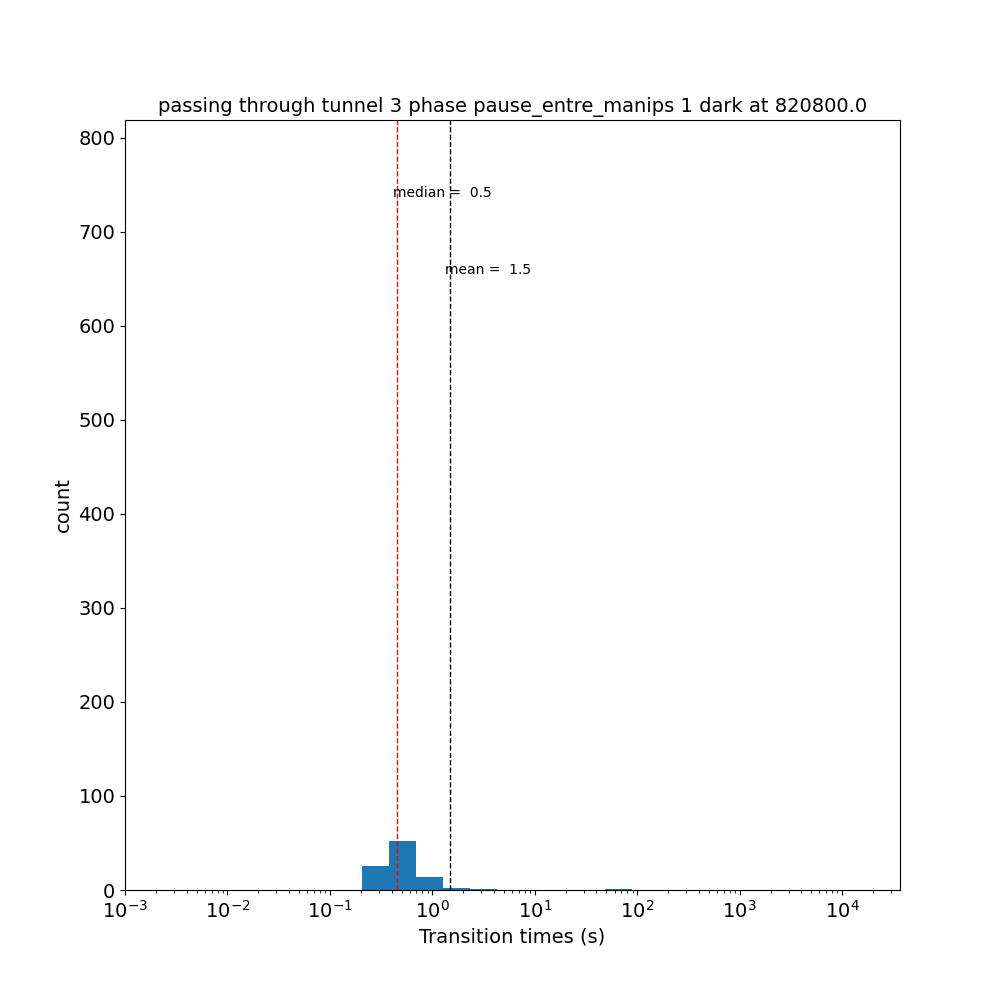 passing through tunnel 3 phase pause_entre_manips 1 dark at 820800.0
800
median =  0.5
700
mean =  1.5
600
500
count
400
300
200
100
0
10⁻³ 10⁻² 10⁻¹ 10⁰ 10¹ 10² 10³ 10⁴
Transition times (s)